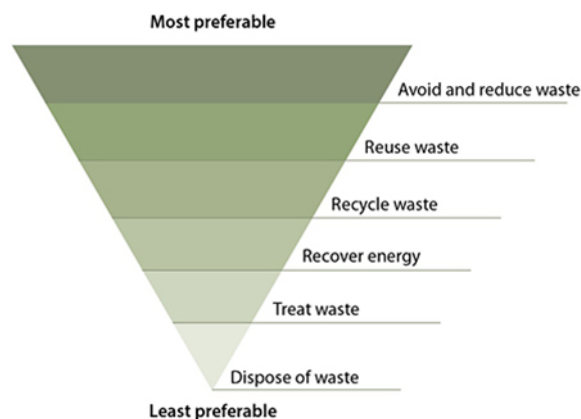 Most preferable
Avoid and reduce waste
Reuse waste
Recycle waste
Recover energy
Treat waste
Dispose of waste
Least preferable